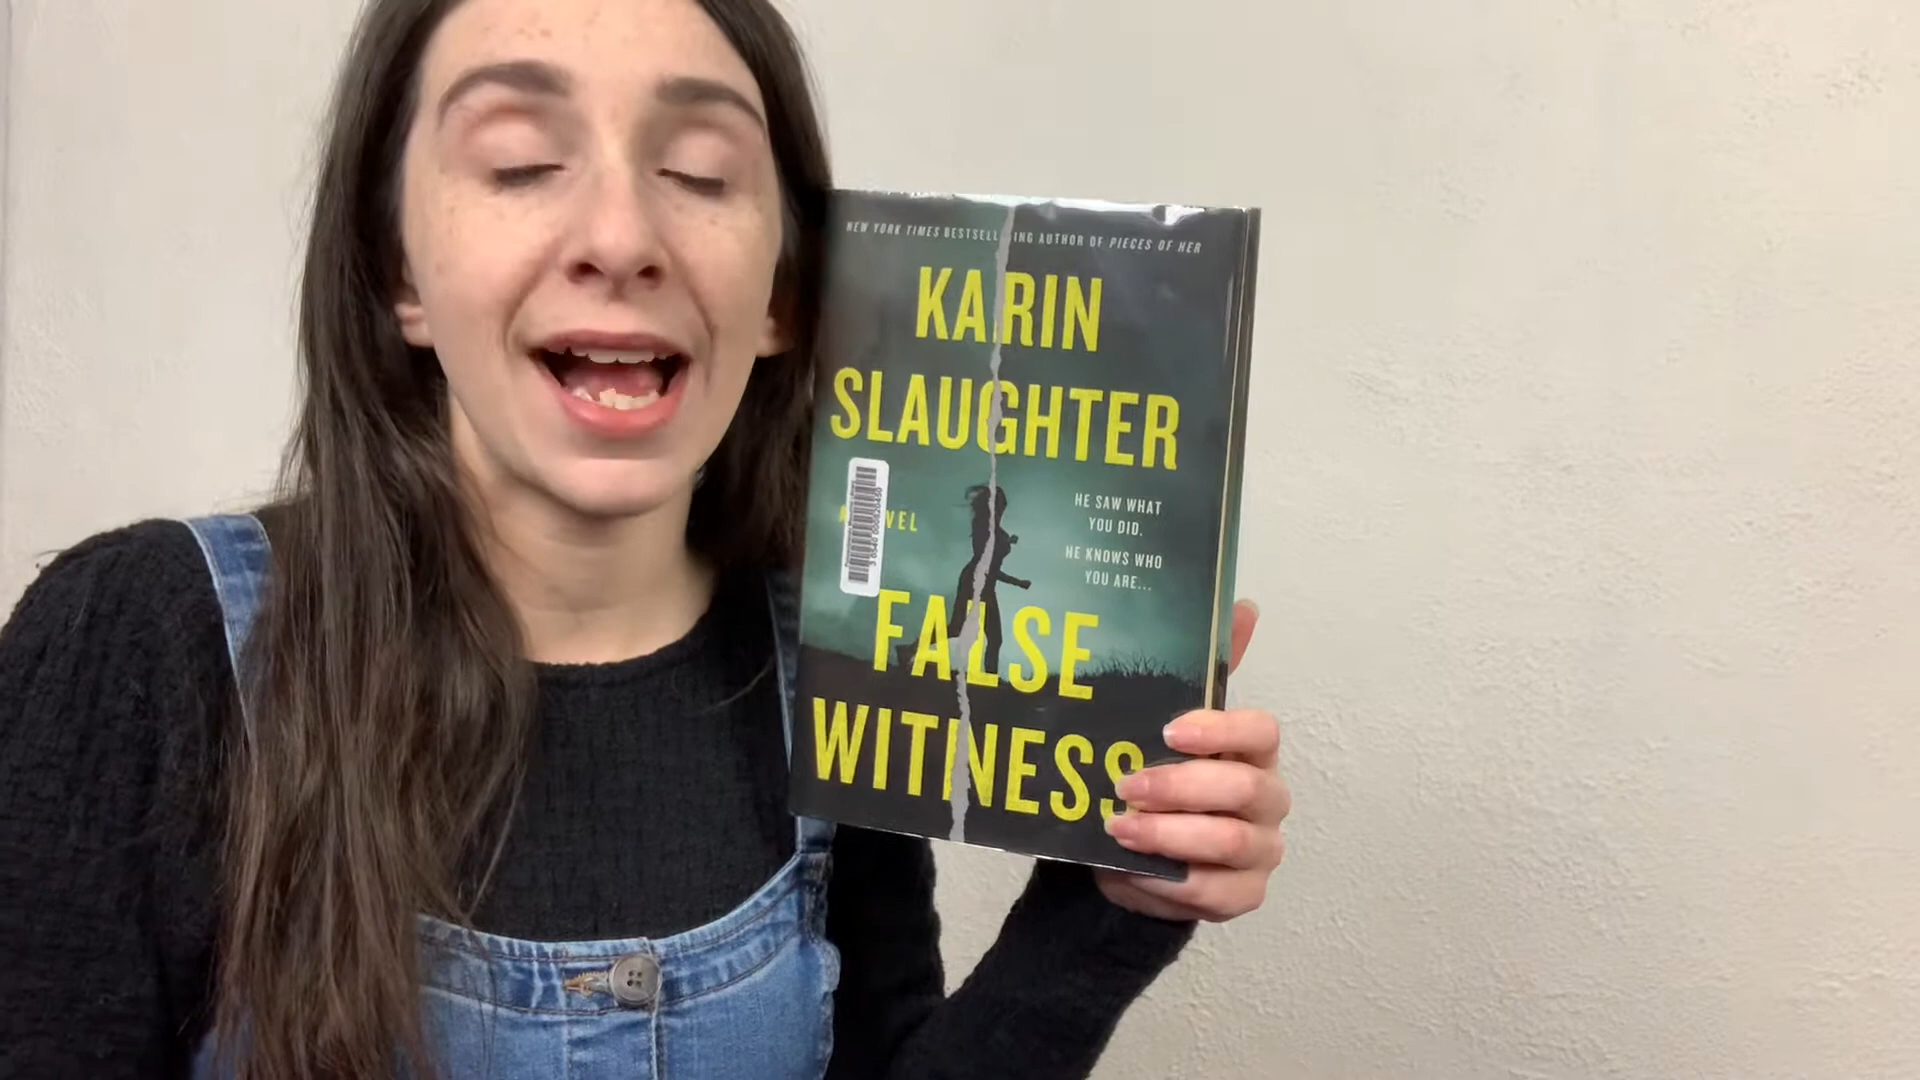 NEW YORK TIMES BESTSELLING AUTHOR OF PIECES OF HER
KARIN
SLAUGHTER
HE SAW WHAT
YOU DID.
HE KNOWS WHO
YOU ARE...
FALSE
WITNESS